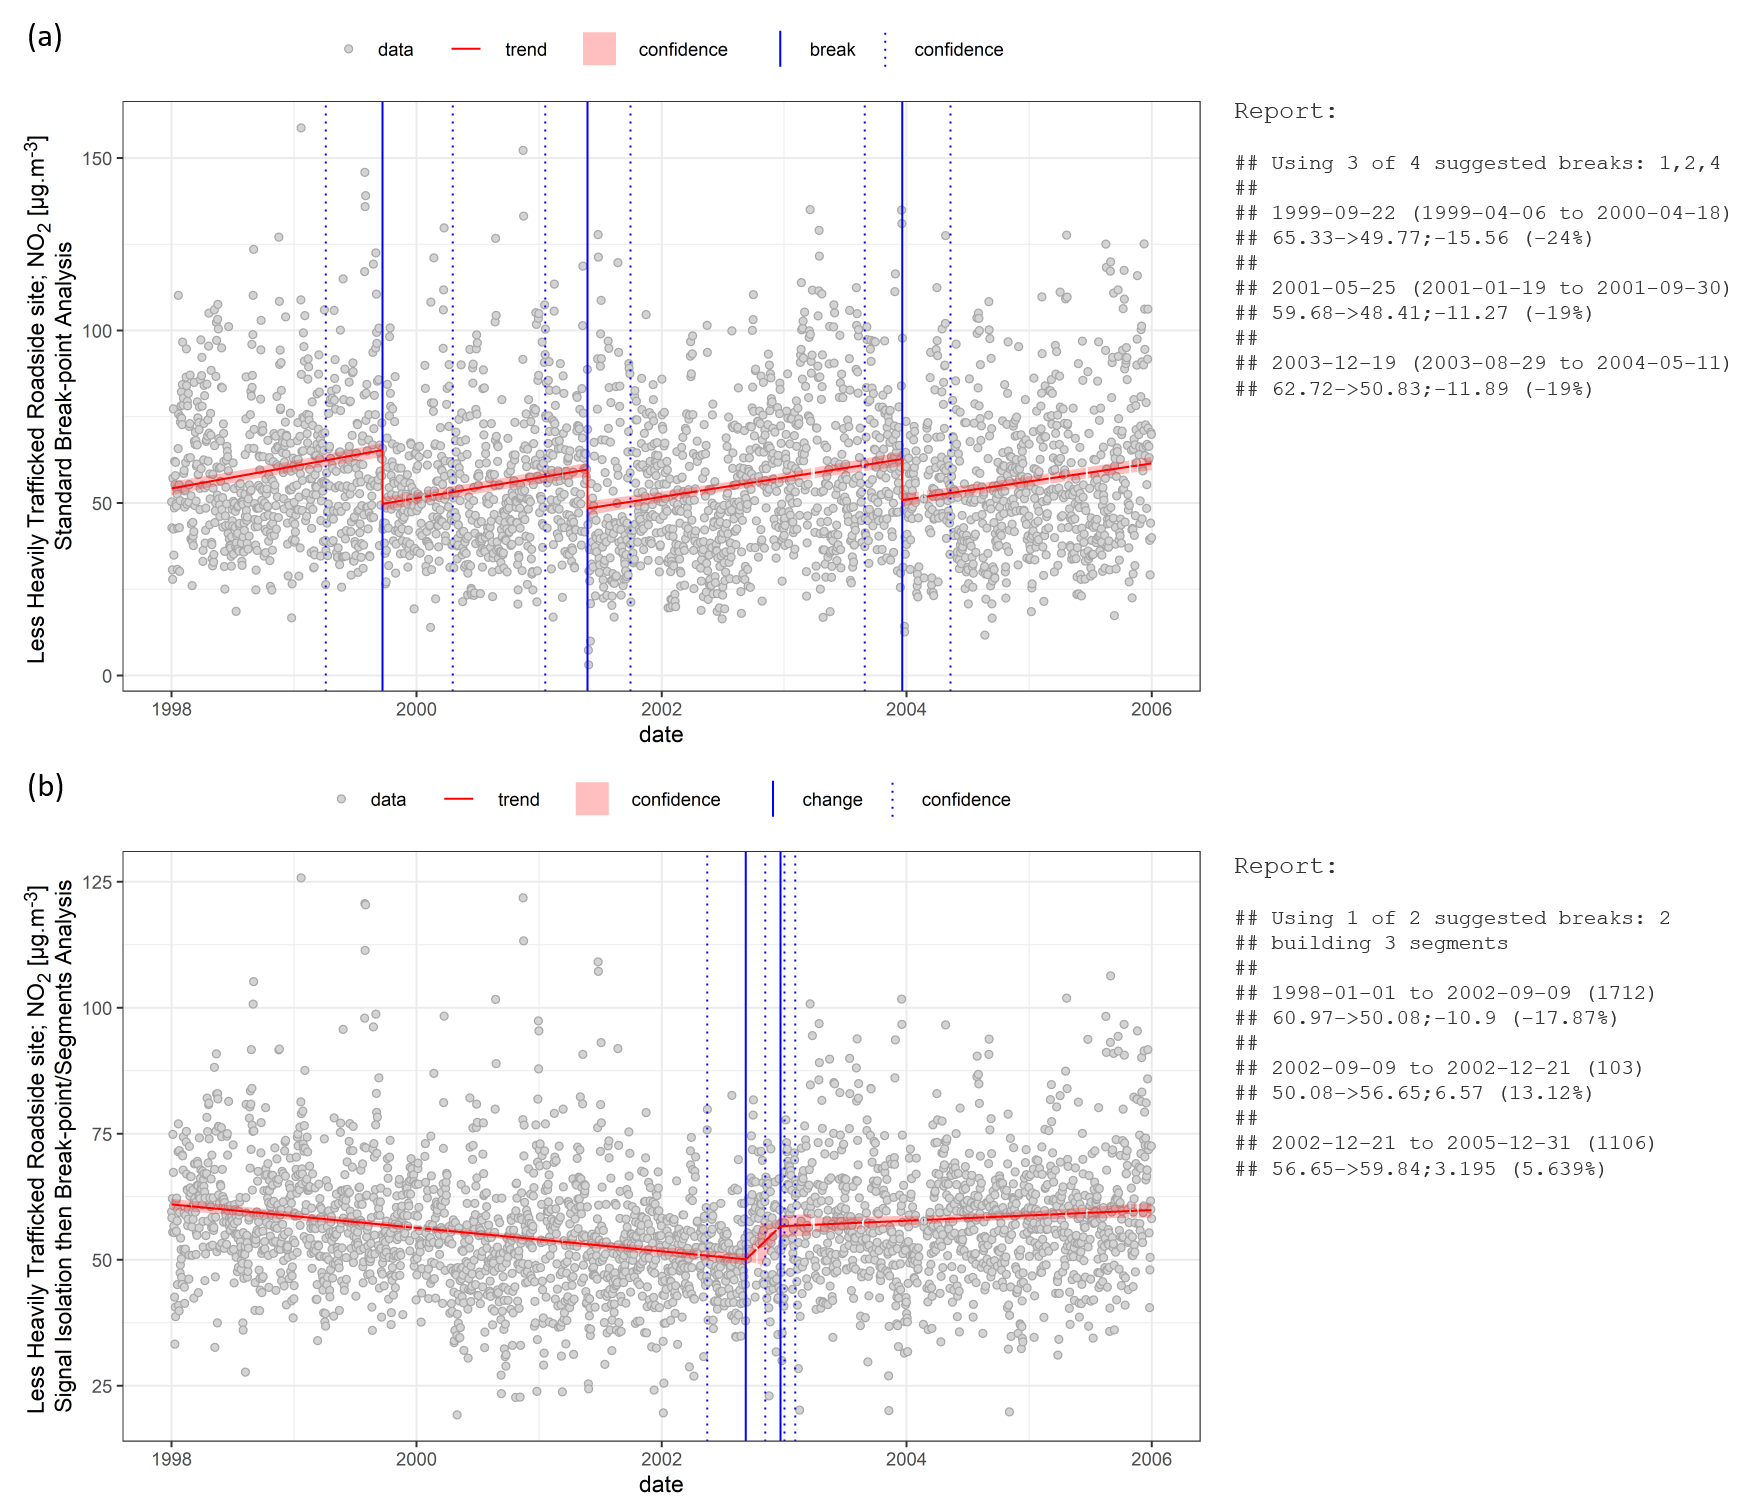 (a)
data trend confidence break confidence
Less Heavily Trafficked Roadside site; NO2 [µg.m-3]
Standard Break-point Analysis
150
100
50
0
1998 2000 2002 2004 2006
date
Report:
## Using 3 of 4 suggested breaks: 1,2,4
##
## 1999-09-22 (1999-04-06 to 2000-04-18)
## 65.33->49.77;-15.56 (-24%)
##
## 2001-05-25 (2001-01-19 to 2001-09-30)
## 59.68->48.41;-11.27 (-19%)
##
## 2003-12-19 (2003-08-29 to 2004-05-11)
## 62.72->50.83;-11.89 (-19%)
(b)
data trend confidence change confidence
Less Heavily Trafficked Roadside site; NO2 [µg.m-3]
Signal Isolation then Break-point/Segments Analysis
125
100
75
50
25
1998 2000 2002 2004 2006
date
Report:
## Using 1 of 2 suggested breaks: 2
## building 3 segments
##
## 1998-01-01 to 2002-09-09 (1712)
## 60.97->50.08;-10.9 (-17.87%)
##
## 2002-09-09 to 2002-12-21 (103)
## 50.08->56.65;6.57 (13.12%)
##
## 2002-12-21 to 2005-12-31 (1106)
## 56.65->59.84;3.195 (5.639%)